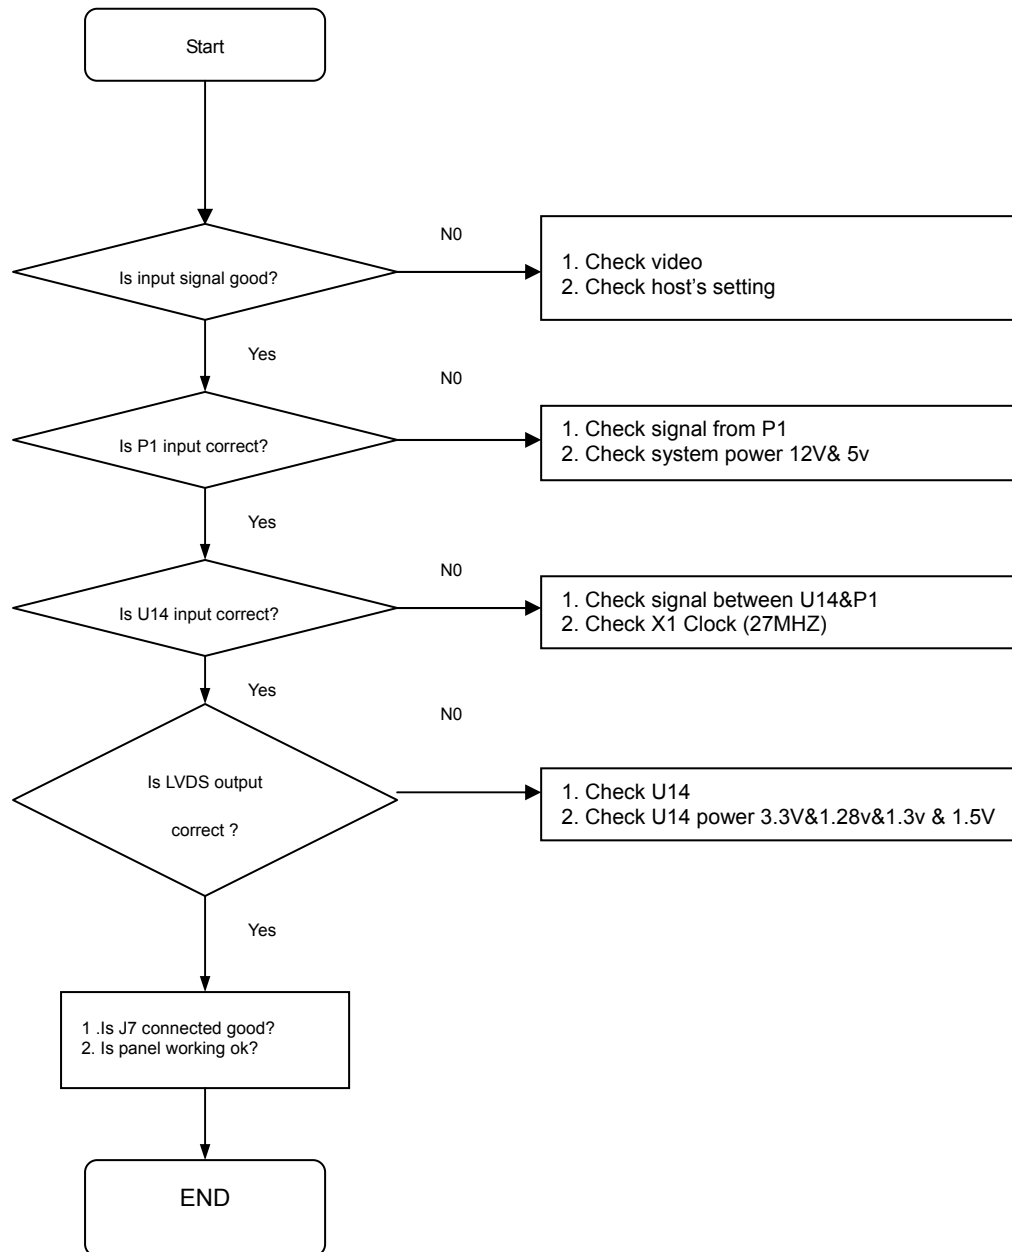 Start
Is input signal good?
N0
1. Check video
2. Check host's setting
Yes
Is P1 input correct?
N0
1. Check signal from P1
2. Check system power 12V& 5v
Yes
Is U14 input correct?
N0
1. Check signal between U14&P1
2. Check X1 Clock (27MHZ)
Yes
Is LVDS output
correct ?
N0
1. Check U14
2. Check U14 power 3.3V&1.28v&1.3v & 1.5V
Yes
1 .Is J7 connected good?
2. Is panel working ok?
END